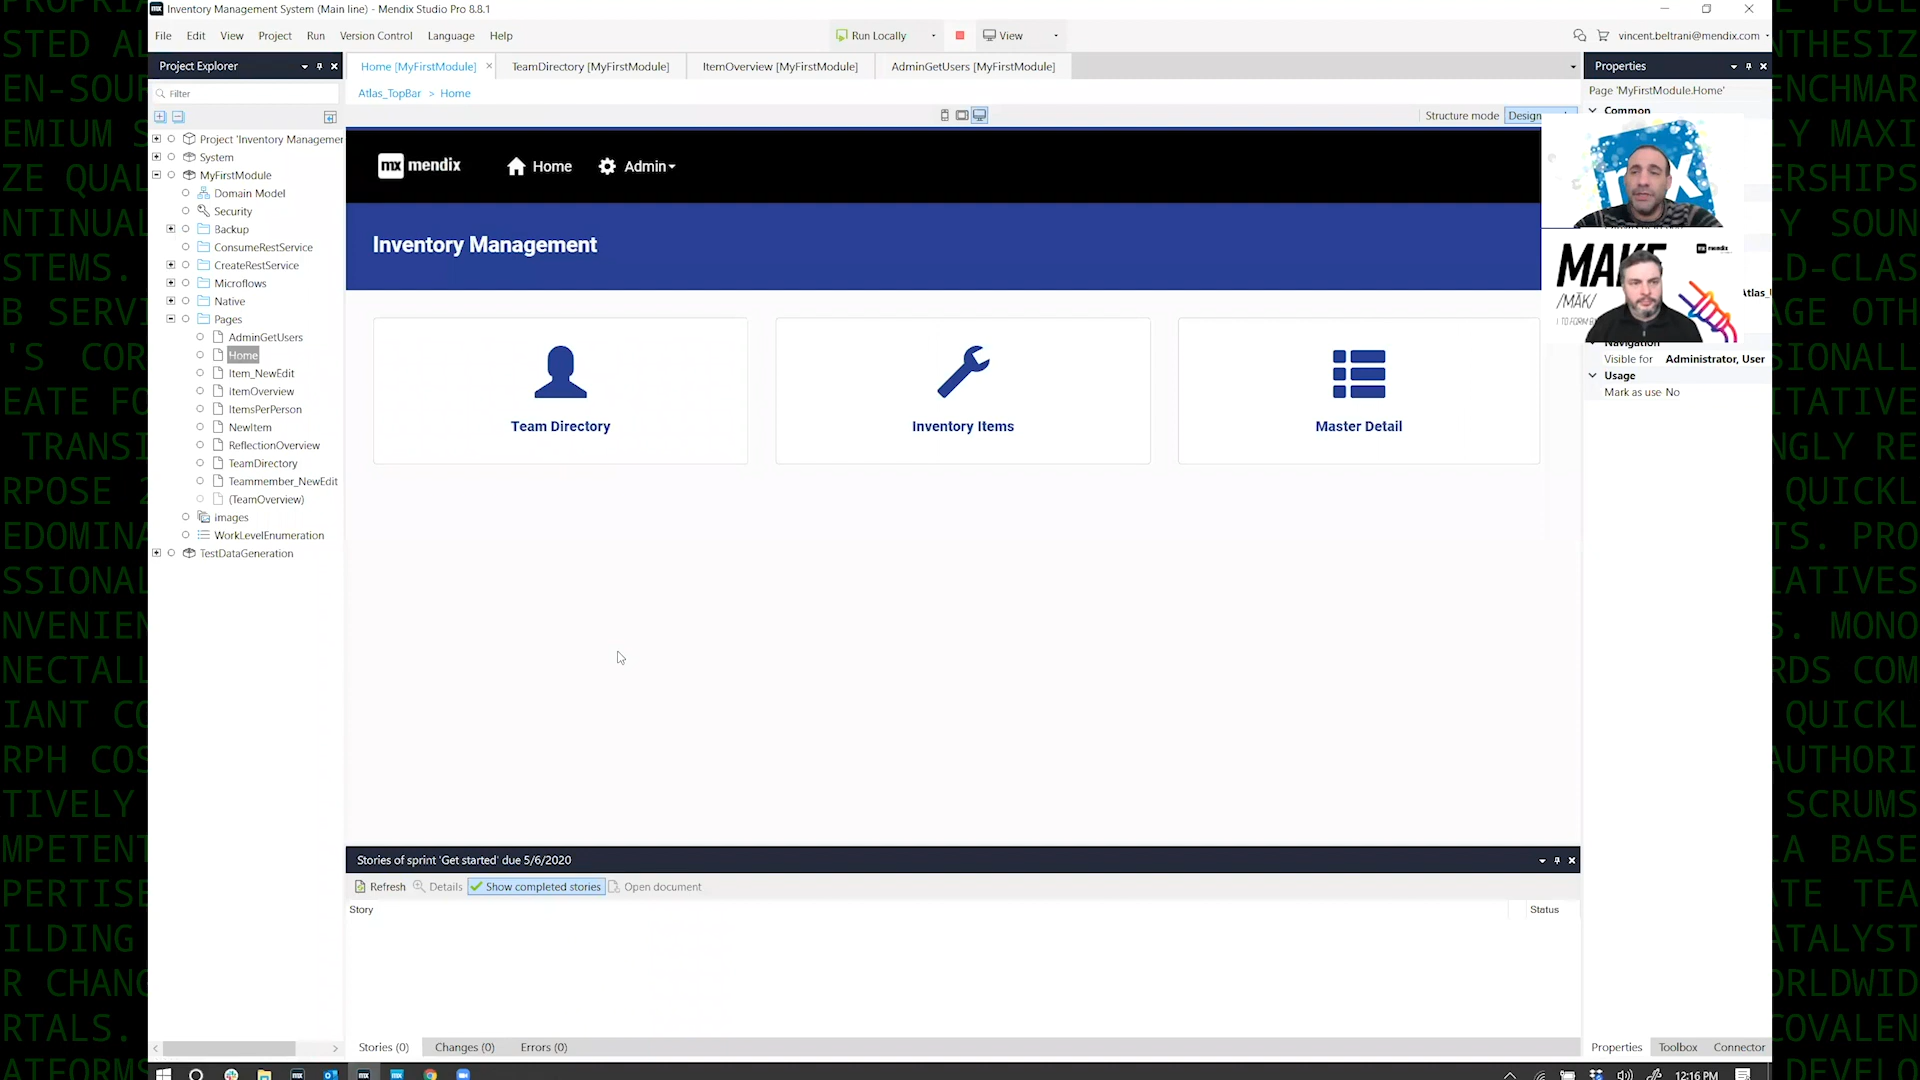 Inventory Management System (Main line) - Mendix Studio Pro 8.8.1
File Edit View Project Run Version Control Language Help
Run Locally
View
vincent.beltrani@mendix.com
Project Explorer
Home [MyFirstModule]
TeamDirectory [MyFirstModule]
ItemOverview [MyFirstModule]
AdminGetUsers [MyFirstModule]
Properties
Filter
Atlas_TopBar > Home
Page 'MyFirstModule.Home'
Structure mode
Design
Common
Project 'Inventory Managemen
System
MyFirstModule
Domain Model
Security
Backup
ConsumeRestService
CreateRestService
Microflows
Native
Pages
AdminGetUsers
Home
Item_NewEdit
ItemOverview
ItemsPerPerson
NewItem
ReflectionOverview
TeamDirectory
Teammember_NewEdit
(TeamOverview)
images
WorkLevelEnumeration
TestDataGeneration
mx mendix
Home
Admin
Inventory Management
Team Directory
Inventory Items
Master Detail
MAKE
/MĀK/
mx mendix
Navigation
Visible for Administrator, User
Usage
Mark as use No
Stories of sprint 'Get started' due 5/6/2020
Refresh
Details
Show completed stories
Open document
Story
Status
Stories (0)
Changes (0)
Errors (0)
Properties
Toolbox
Connector
12:16 PM